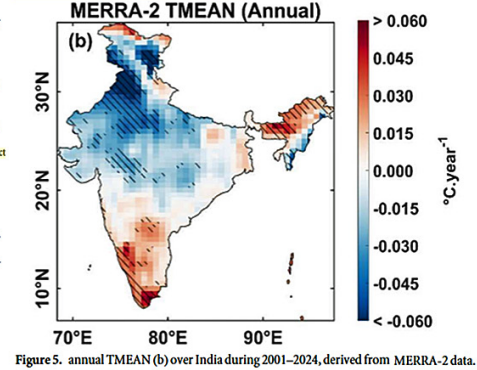 MERRA-2 TMEAN (Annual)
(b)
> 0.060
0.045
0.030
0.015
0.000
-0.015
-0.030
-0.045
< -0.060
°C.year-1
30°N
20°N
10°N
70°E
80°E
90°E
ct
Figure 5. annual TMEAN (b) over India during 2001–2024, derived from MERRA-2 data.